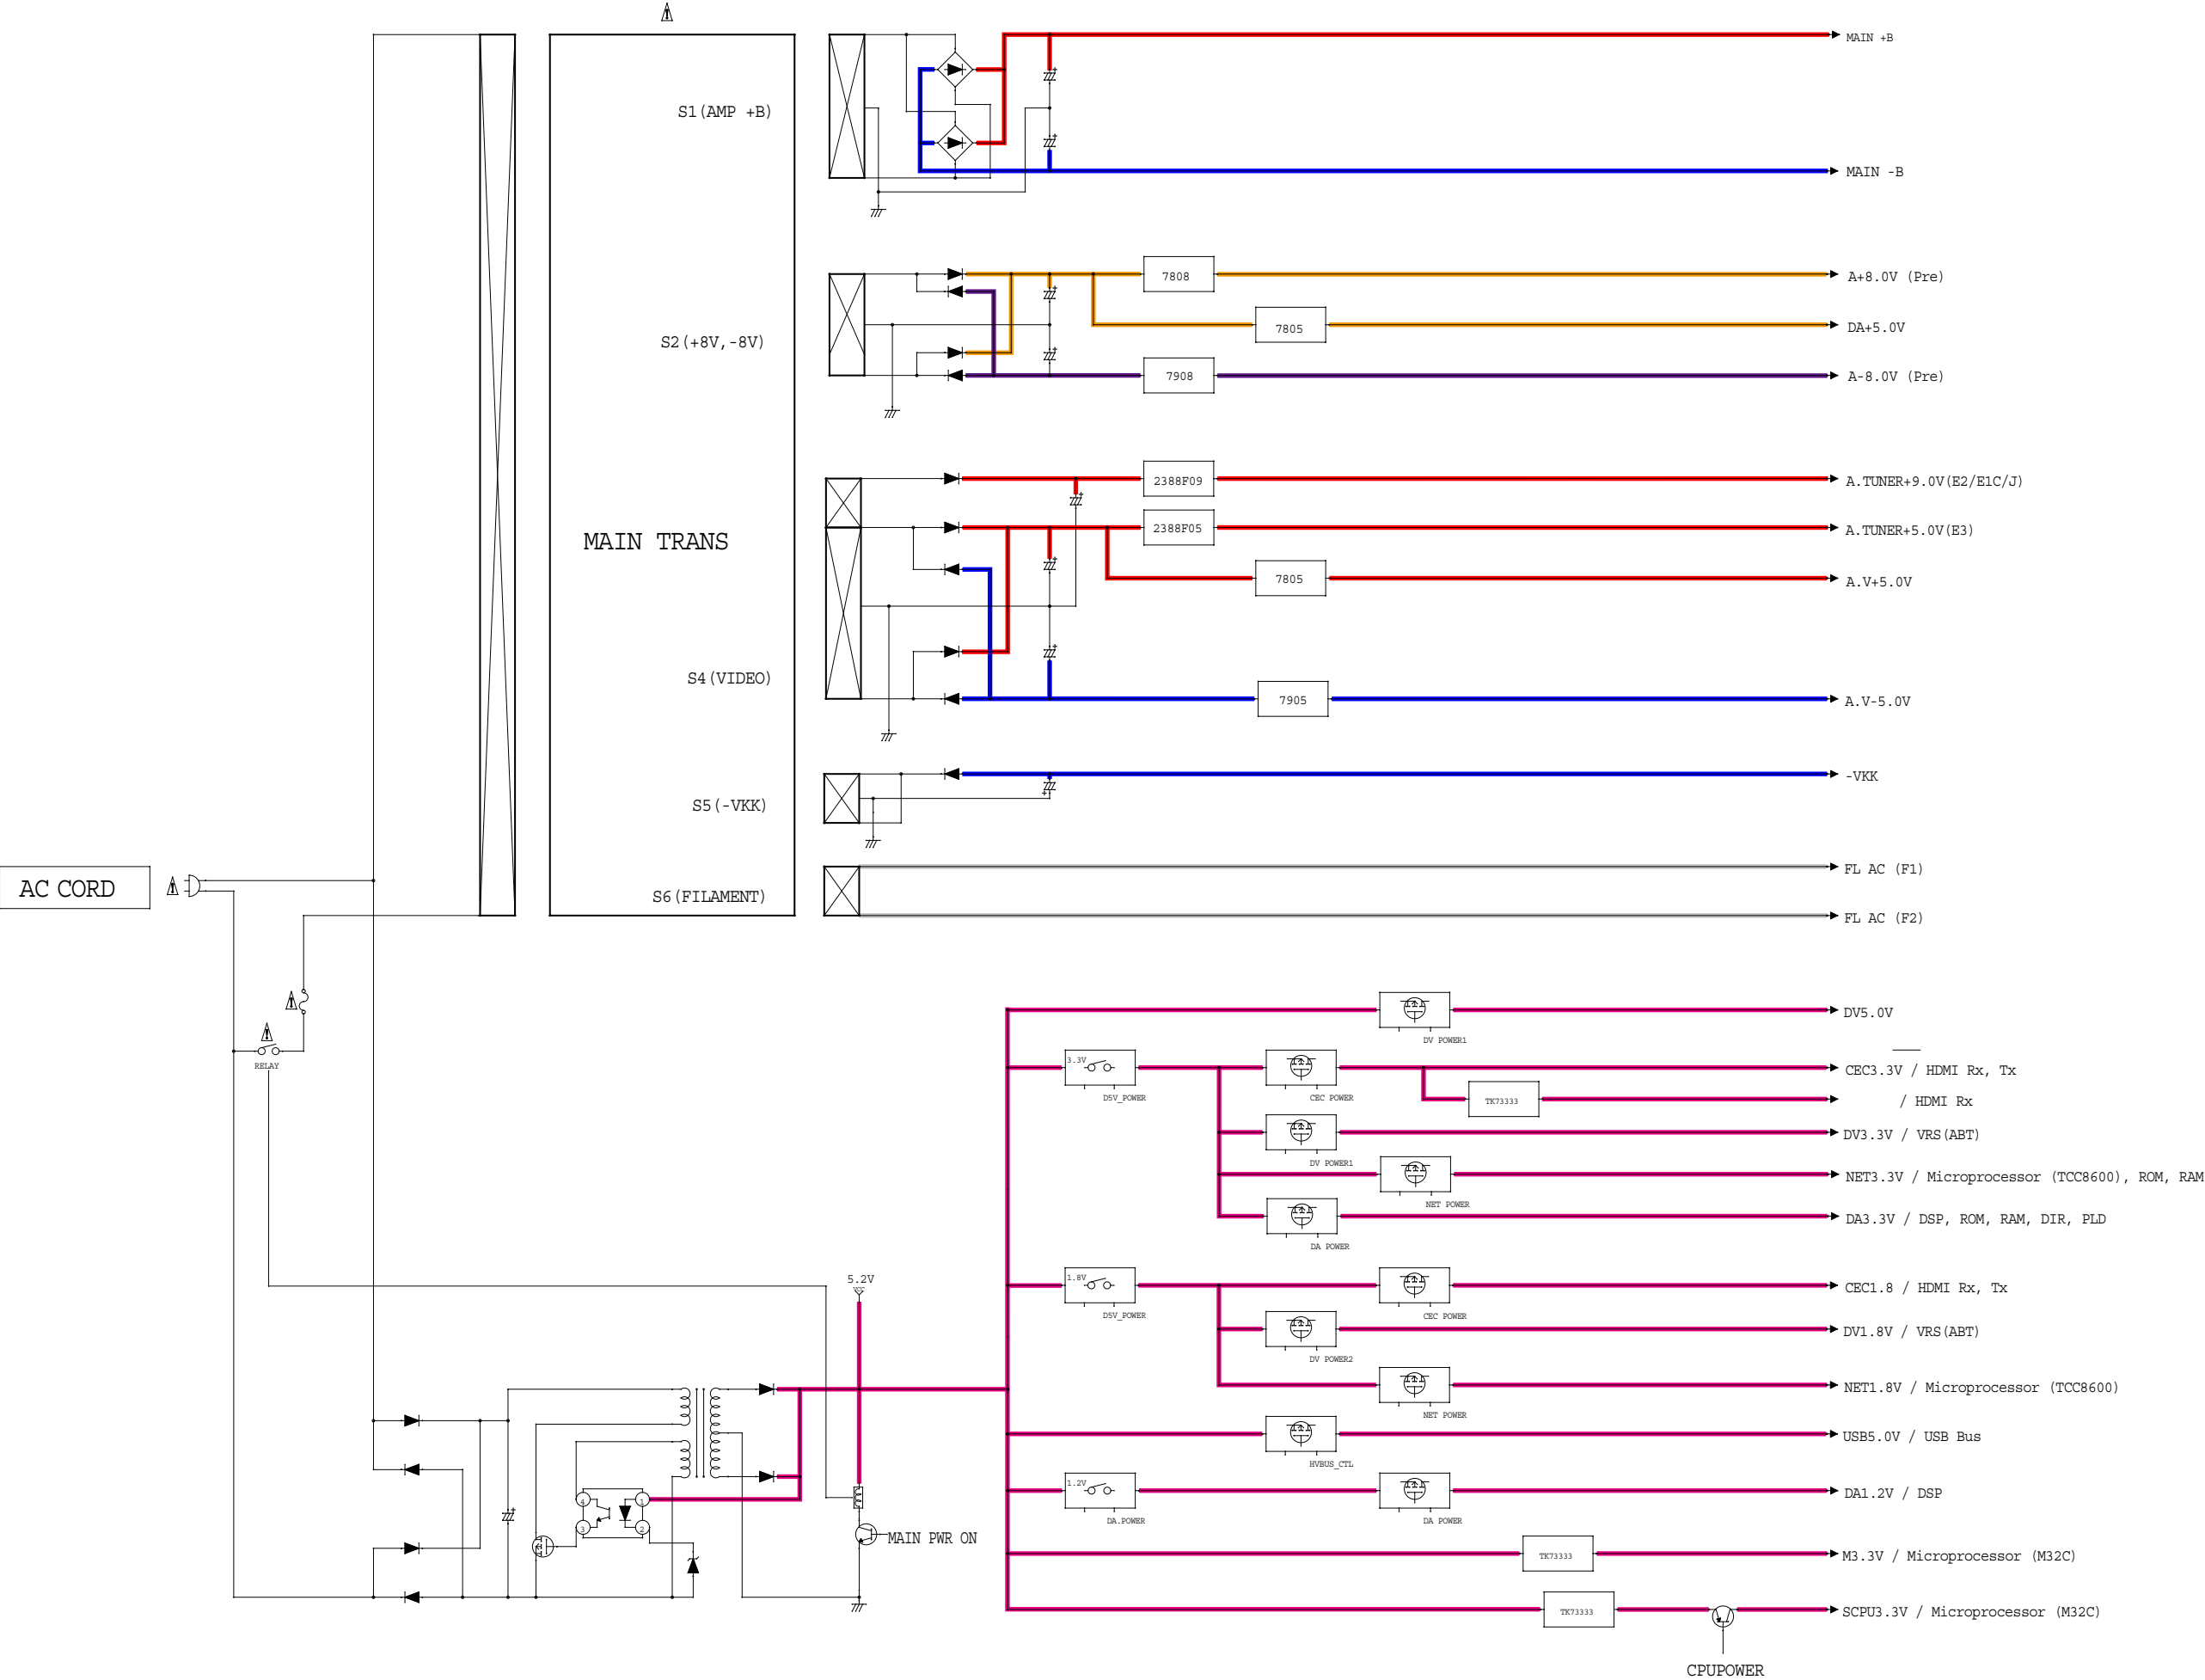 MAIN +B
S1(AMP +B)
MAIN -B
7808
A+8.0V (Pre)
7805
DA+5.0V
S2(+8V,-8V)
7908
A-8.0V (Pre)
2388F09
A.TUNER+9.0V(E2/E1C/J)
2388F05
A.TUNER+5.0V(E3)
MAIN TRANS
7805
A.V+5.0V
S4(VIDEO)
7905
A.V-5.0V
-VKK
S5(-VKK)
FL AC (F1)
AC CORD
S6(FILAMENT)
FL AC (F2)
DV5.0V
DV POWER1
RELAY
3.3V
D5V_POWER
CEC POWER
CEC3.3V / HDMI Rx, Tx
TK73333
/ HDMI Rx
DV3.3V / VRS(ABT)
DV POWER1
NET3.3V / Microprocessor (TCC8600), ROM, RAM
NET POWER
DA3.3V / DSP, ROM, RAM, DIR, PLD
DA POWER
5.2V
VCC
1.8V
D5V_POWER
CEC1.8 / HDMI Rx, Tx
CEC POWER
DV1.8V / VRS(ABT)
DV POWER2
NET1.8V / Microprocessor (TCC8600)
NET POWER
USB5.0V / USB Bus
HVBUS_CTL
1.2V
DA.POWER
DA1.2V / DSP
DA POWER
4
1
3
2
MAIN PWR ON
TK73333
M3.3V / Microprocessor (M32C)
TK73333
SCPU3.3V / Microprocessor (M32C)
CPUPOWER